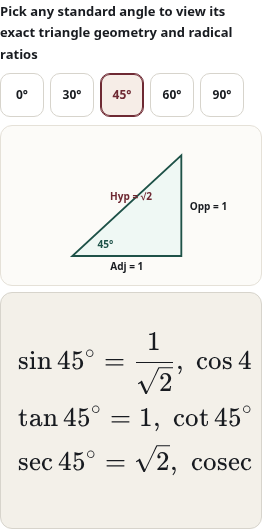 Pick any standard angle to view its
exact triangle geometry and radical
ratios
0° 30° 45° 60° 90°
Hyp = √2
Opp = 1
45°
Adj = 1
sin 45° = 1/√2, cos 4
tan 45° = 1, cot 45°
sec 45° = √2, cosec